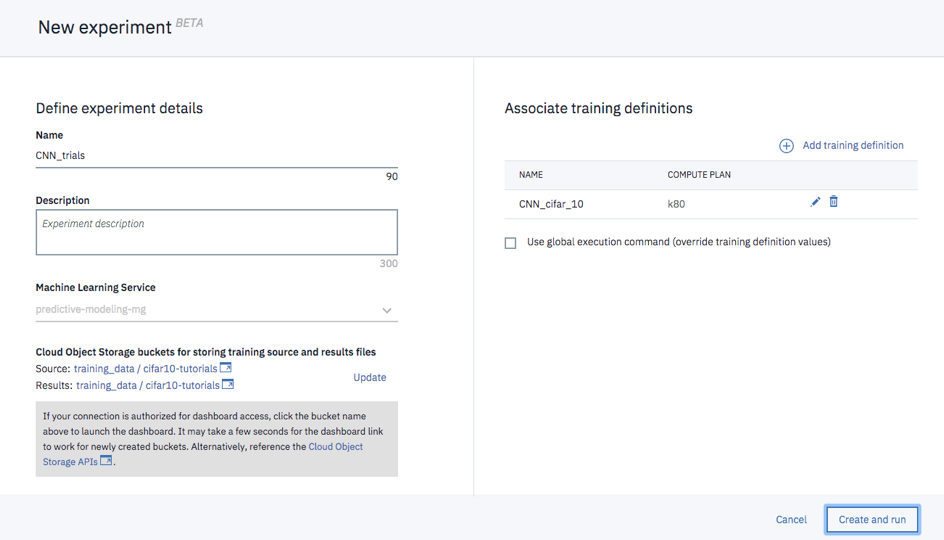 New experiment BETA
Define experiment details
Name
CNN_trials
90
Description
Experiment description
300
Machine Learning Service
predictive-modeling-mg
Cloud Object Storage buckets for storing training source and results files
Source: training_data / cifar10-tutorials
Results: training_data / cifar10-tutorials
Update
If your connection is authorized for dashboard access, click the bucket name
above to launch the dashboard. It may take a few seconds for the dashboard link
to work for newly created buckets. Alternatively, reference the Cloud Object
Storage APIs .
Associate training definitions
Add training definition
NAME COMPUTE PLAN
CNN_cifar_10 k80
Use global execution command (override training definition values)
Cancel Create and run